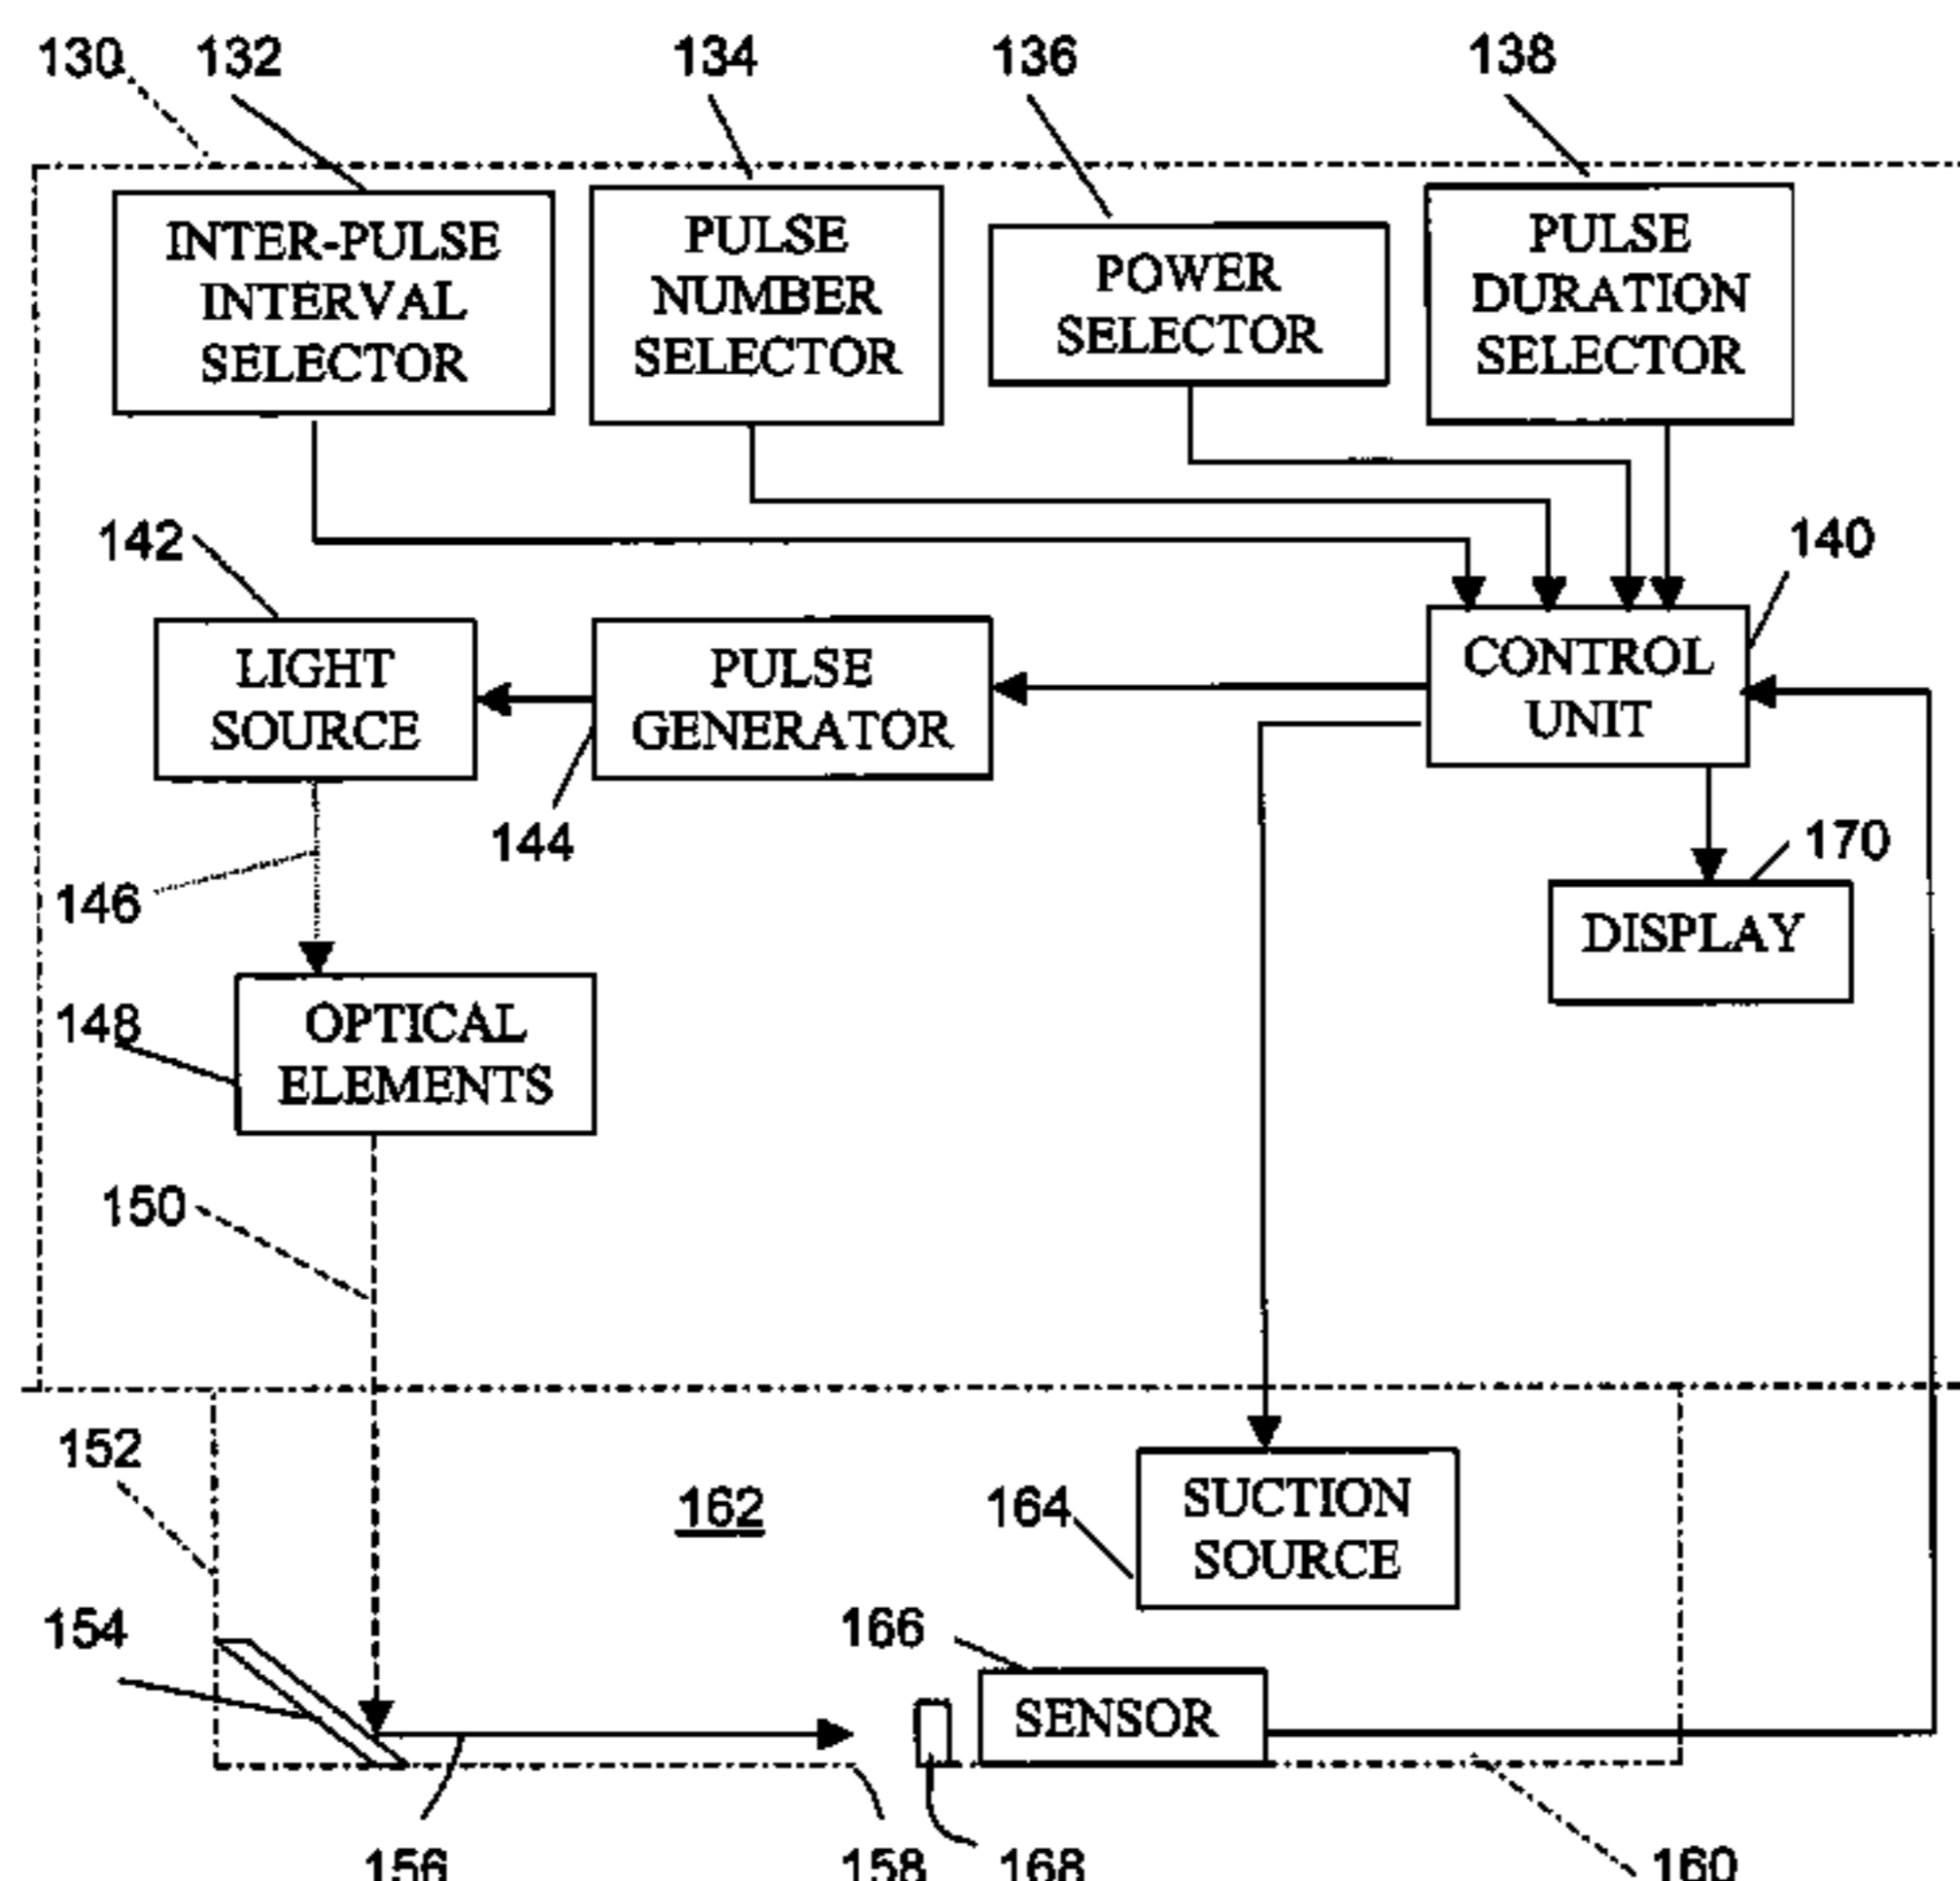 130 132 134 136 138
INTER-PULSE
INTERVAL
SELECTOR
PULSE
NUMBER
SELECTOR
POWER
SELECTOR
PULSE
DURATION
SELECTOR
142
140
LIGHT
SOURCE
PULSE
GENERATOR
CONTROL
UNIT
144
146
170
DISPLAY
148
OPTICAL
ELEMENTS
150
152
162
164
SUCTION
SOURCE
154
166
SENSOR
156 158 168 160